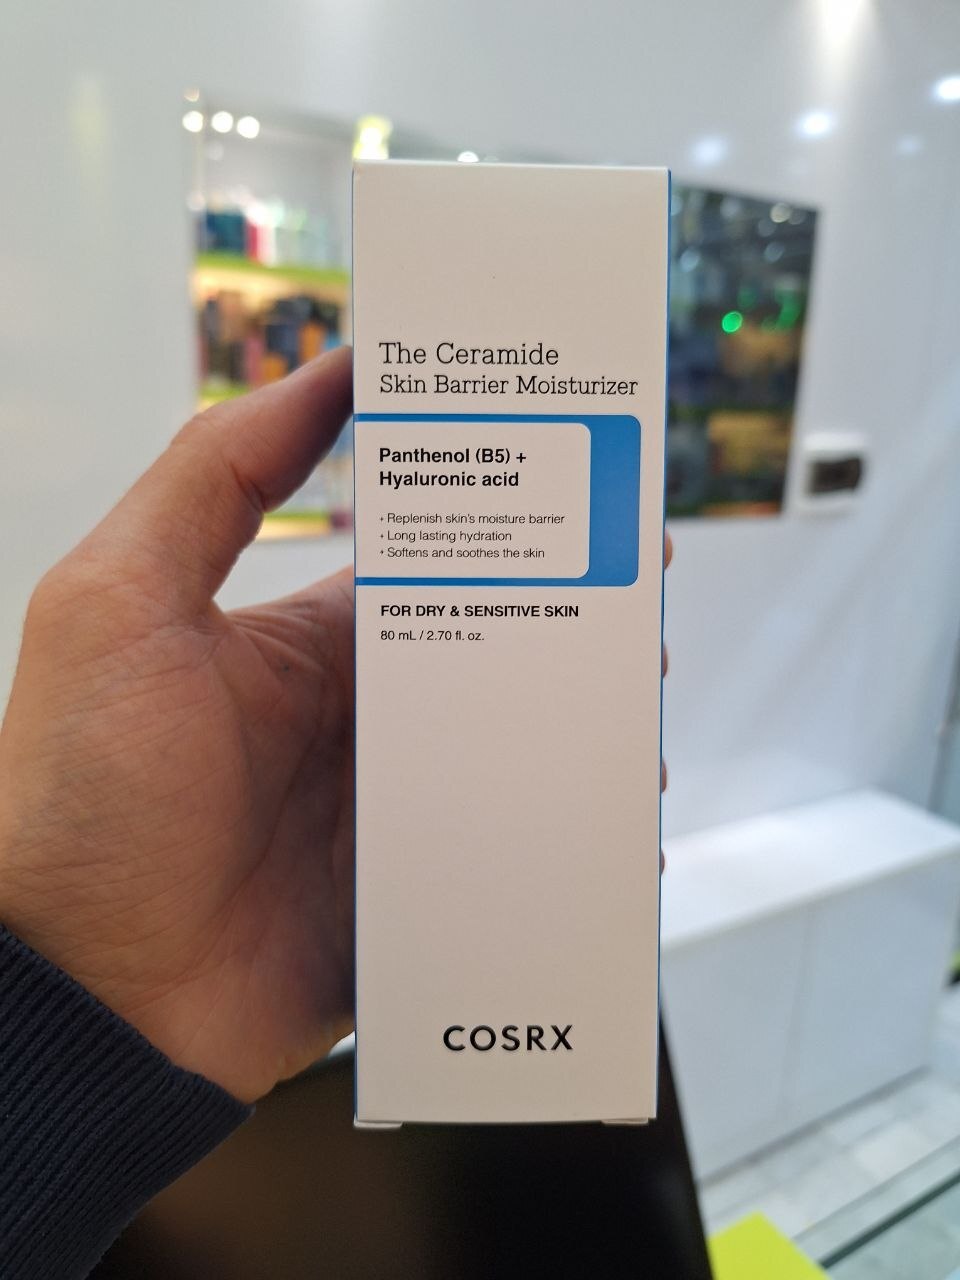 The Ceramide
Skin Barrier Moisturizer
Panthenol (B5) +
Hyaluronic acid
+ Replenish skin's moisture barrier
+ Long lasting hydration
+ Softens and soothes the skin
FOR DRY & SENSITIVE SKIN
80 mL / 2.70 fl. oz.
COSRX